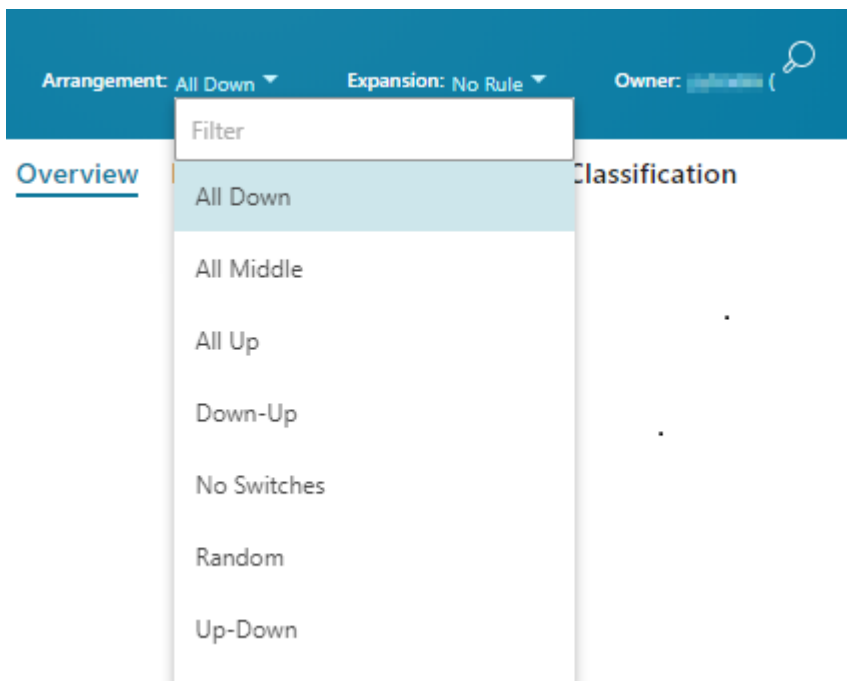 Arrangement: All Down Expansion: No Rule Owner: (
Filter
Overview Classification
All Down
All Middle
All Up
Down-Up
No Switches
Random
Up-Down